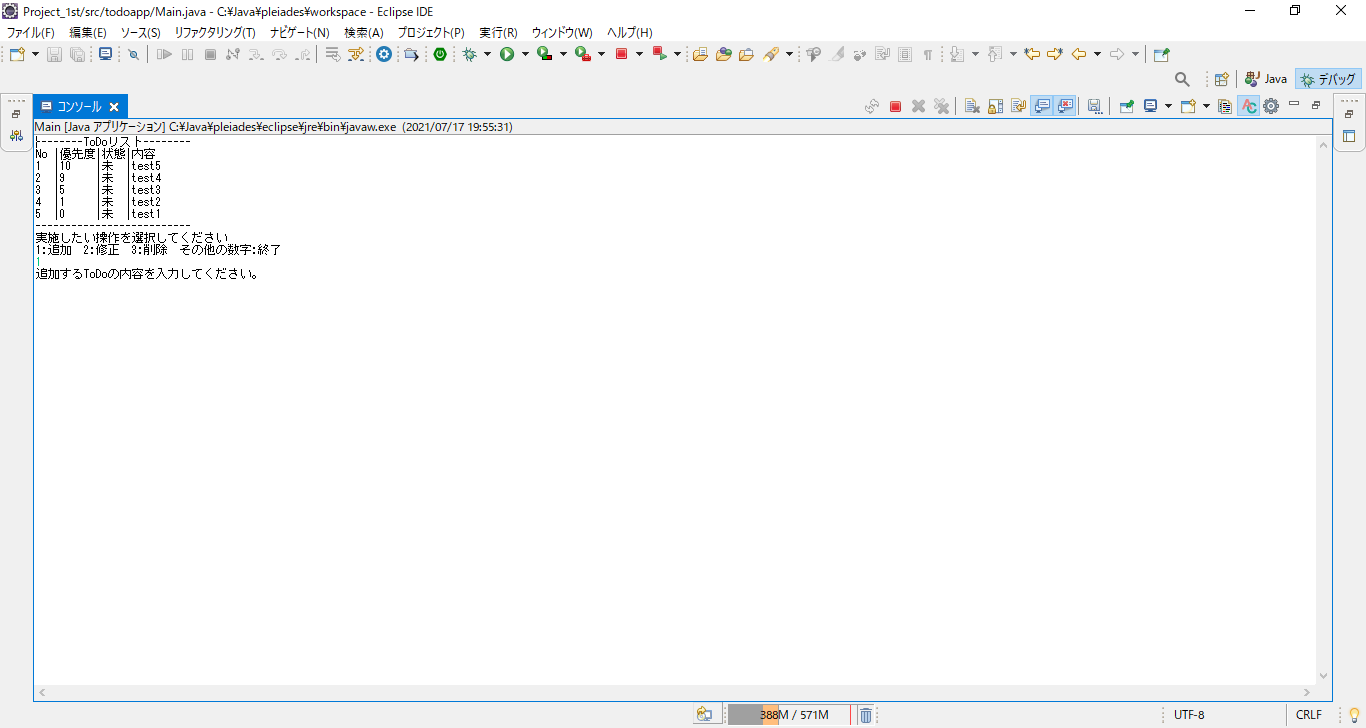 Project_1st/src/todoapp/Main.java - C:¥Java¥pleiades¥workspace - Eclipse IDE
ファイル(F) 編集(E) ソース(S) リファクタリング(T) ナビゲート(N) 検索(A) プロジェクト(P) 実行(R) ウィンドウ(W) ヘルプ(H)
Java デバッグ
コンソール
Main [Java アプリケーション] C:¥Java¥pleiades¥eclipse¥jre¥bin¥javaw.exe (2021/07/17 19:55:31)
--------ToDoリスト--------
No |優先度|状態|内容
1 |10 |未 |test5
2 |9 |未 |test4
3 |5 |未 |test3
4 |1 |未 |test2
5 |0 |未 |test1
--------------------------
実施したい操作を選択してください
1:追加 2:修正 3:削除 その他の数字:終了
1
追加するToDoの内容を入力してください。
388M / 571M UTF-8 CRLF